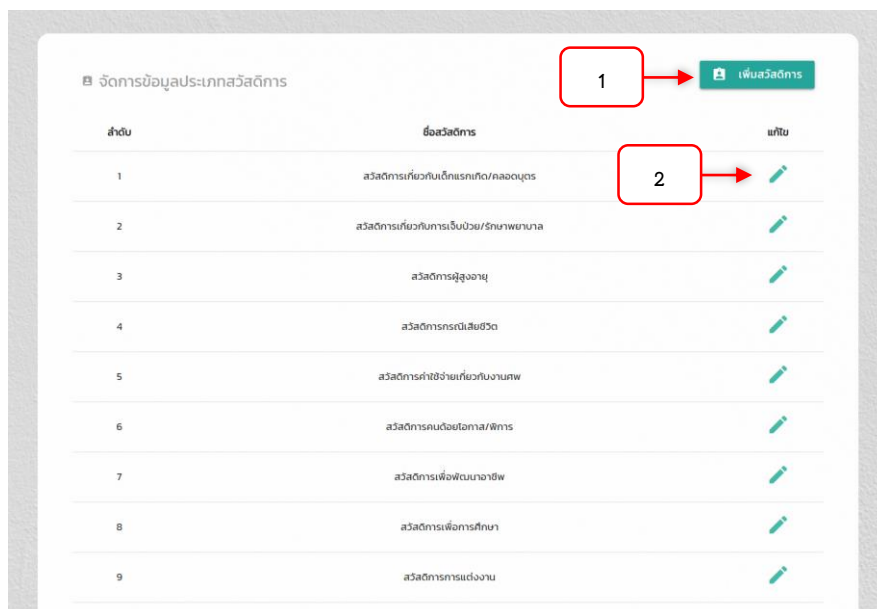 จัดการข้อมูลประเภทสวัสดิการ 1 เพิ่มสวัสดิการ
ลำดับ ชื่อสวัสดิการ แก้ไข
1 สวัสดิการเกี่ยวกับเด็กแรกเกิด/คลอดบุตร 2
2 สวัสดิการเกี่ยวกับการเจ็บป่วย/รักษาพยาบาล
3 สวัสดิการผู้สูงอายุ
4 สวัสดิการกรณีเสียชีวิต
5 สวัสดิการค่าใช้จ่ายเกี่ยวกับงานศพ
6 สวัสดิการคนด้อยโอกาส/พิการ
7 สวัสดิการเพื่อพัฒนาอาชีพ
8 สวัสดิการเพื่อการศึกษา
9 สวัสดิการการแต่งงาน